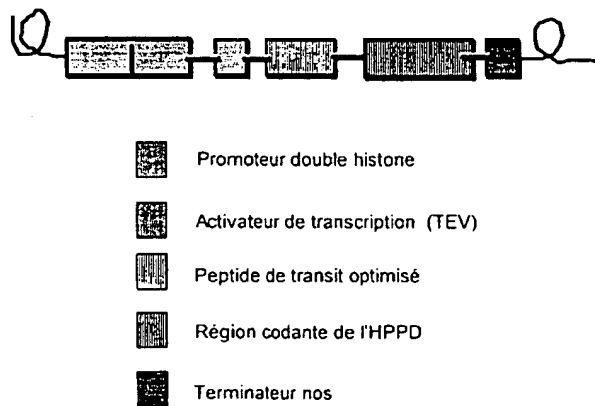 Promoteur double histone
Activateur de transcription (TEV)
Peptide de transit optimisé
Région codante de l'HPPD
Terminateur nos